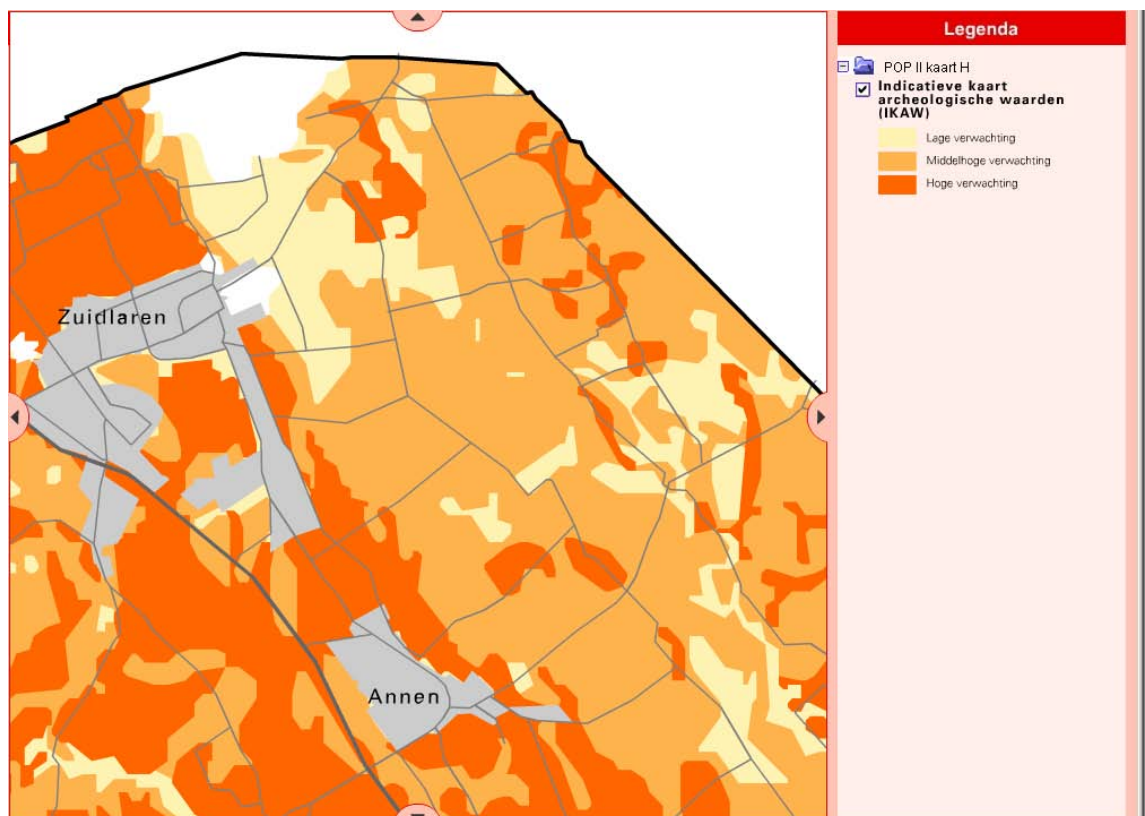 Legenda
POP II kaart H
Indicatieve kaart
archeologische waarden
(IKAW)
Lage verwachting
Middelhoge verwachting
Hoge verwachting
Zuidlaren
Annen